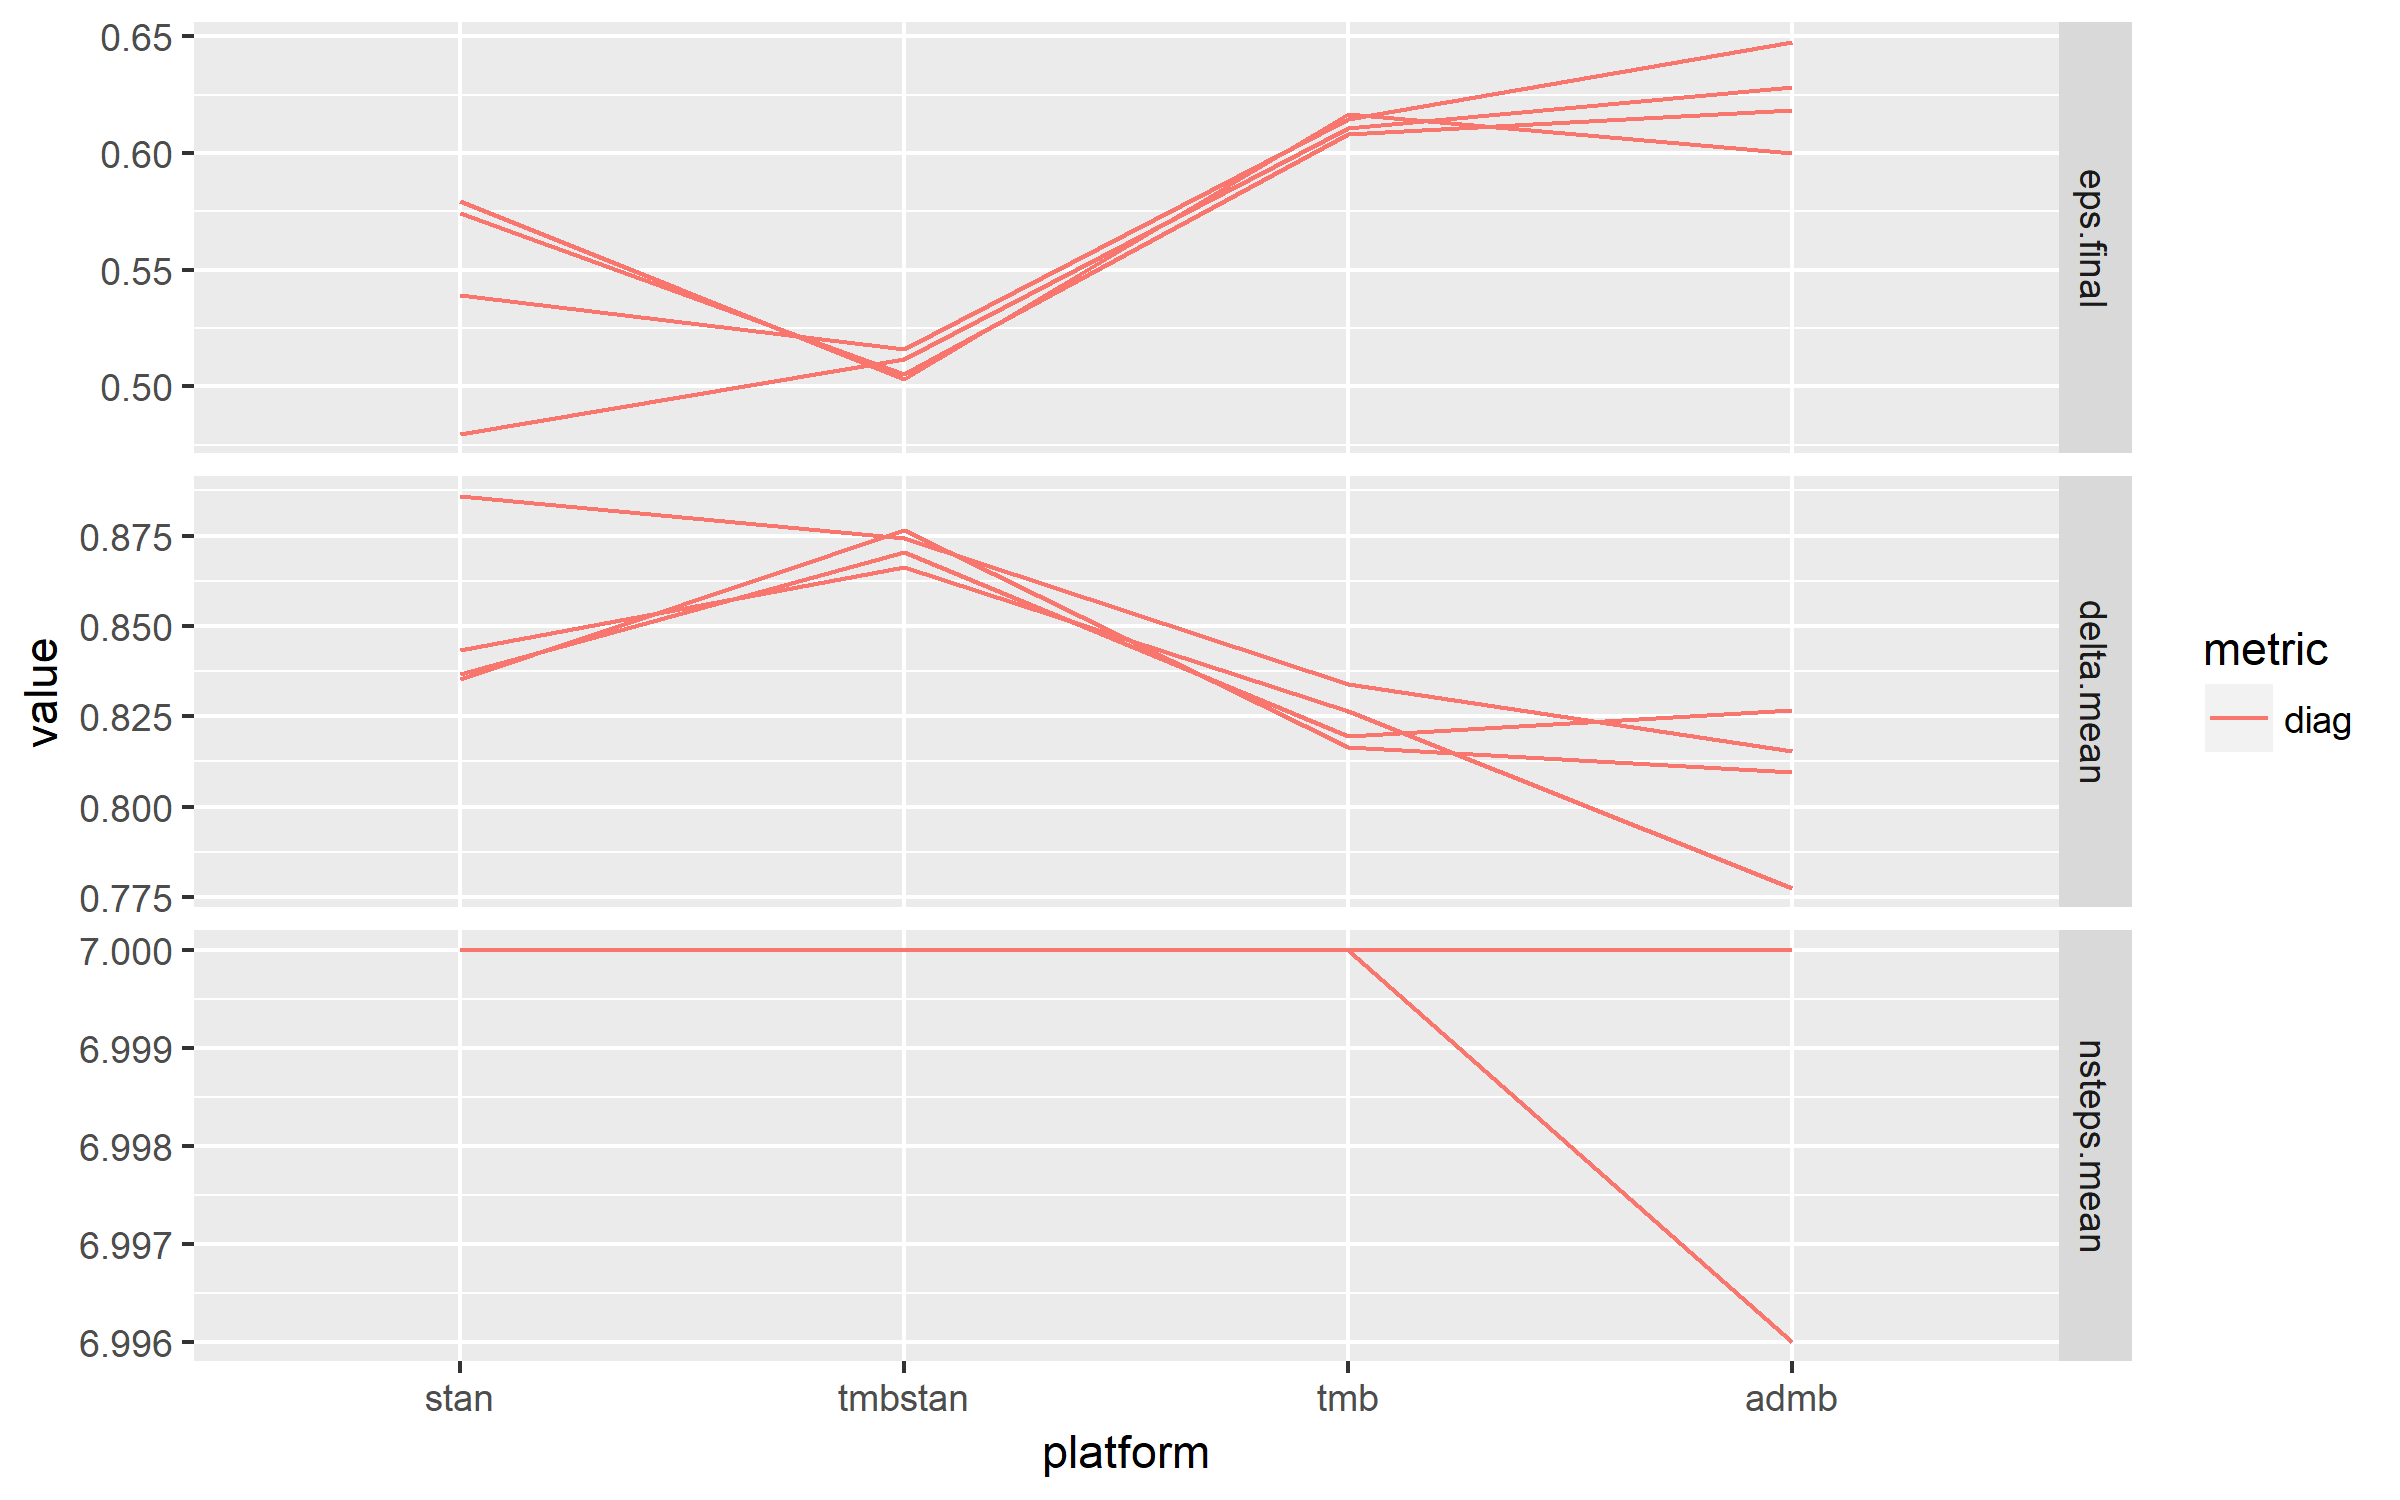 0.65
0.60
0.55
0.50
eps.final
0.875
0.850
0.825
0.800
0.775
delta.mean
7.000
6.999
6.998
6.997
6.996
nsteps.mean
value
stan
tmbstan
tmb
admb
platform
metric
diag